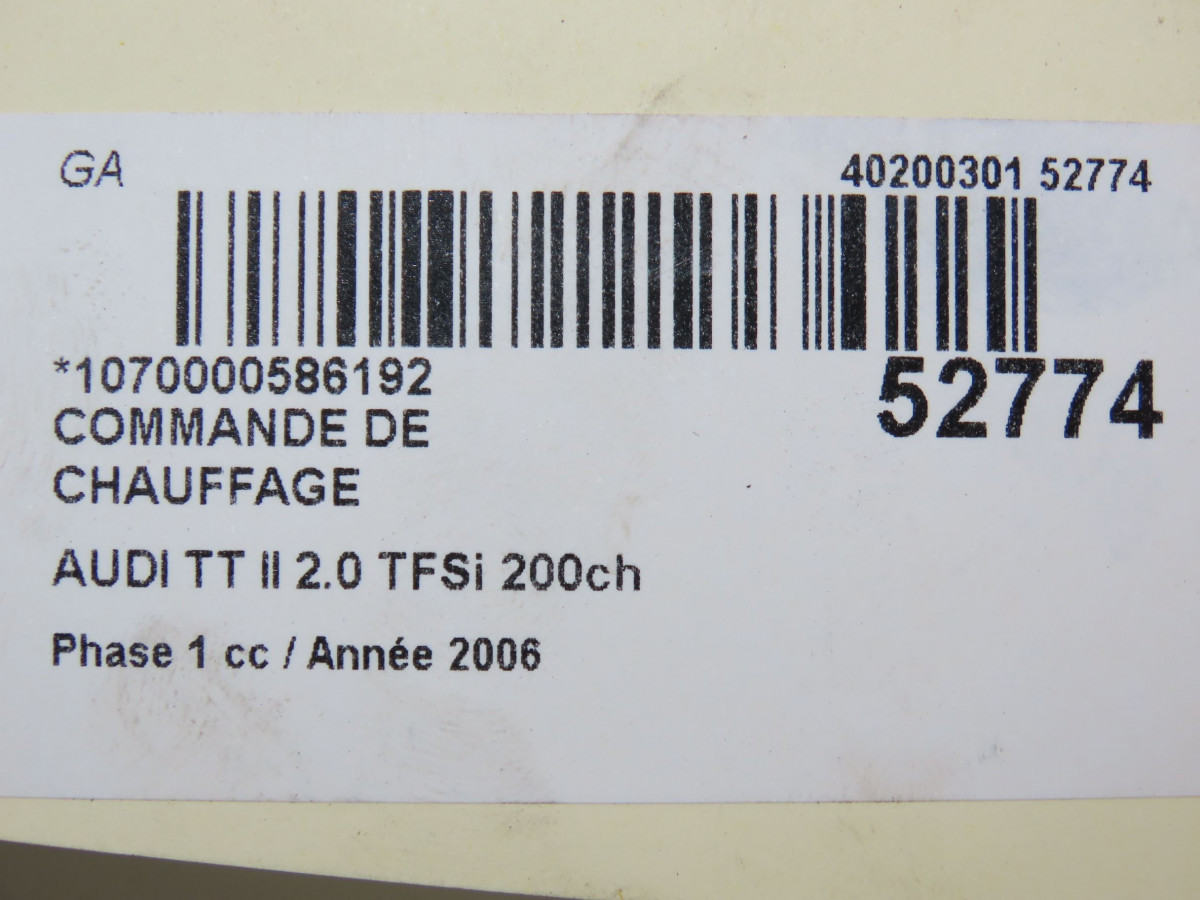 GA
40200301 52774
*1070000586192
52774
COMMANDE DE
CHAUFFAGE
AUDI TT II 2.0 TFSi 200ch
Phase 1 cc / Année 2006